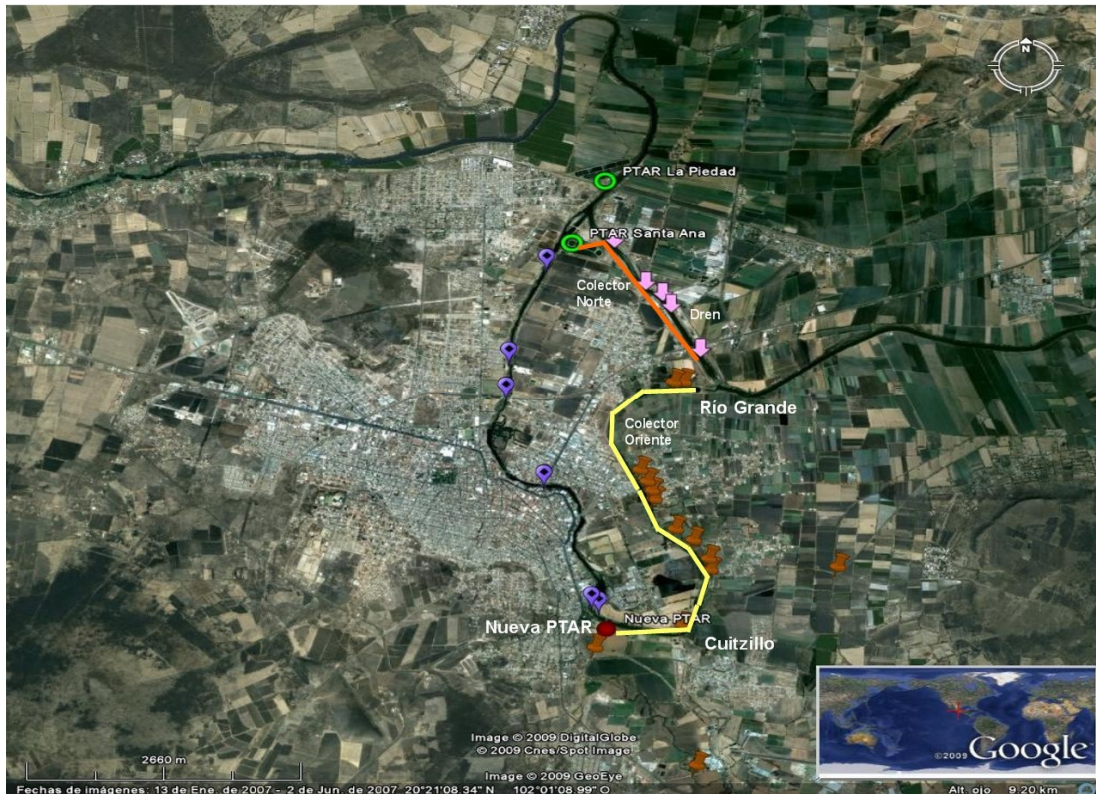 N
PTAR La Piedad
PTAR Santa Ana
Colector
Norte
Dren
Río Grande
Colector
Oriente
Nueva PTAR
Nueva PTAR
Cuitzillo
2660 m
Image © 2009 DigitalGlobe
© 2009 Cnes/Spot Image
Image © 2009 GeoEye
©2009 Google
Fechas de imágenes: 13 de Ene. de 2007 - 2 de Jun. de 2007 20°21'08.34" N 102°01'08.99" O
Alt. ojo 9.20 km